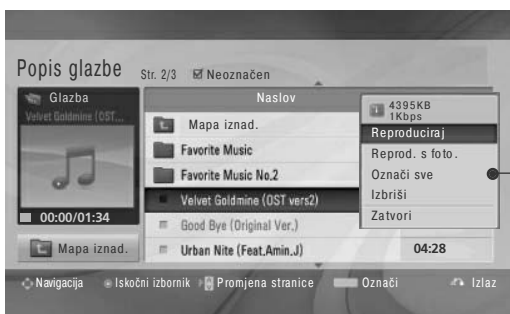 Popis glazbe
Str. 2/3
Neoznačen
Glazba
Velvet Goldmine (OST...
00:00/01:34
Mapa iznad.
Naslov
Mapa iznad.
Favorite Music
Favorite Music No.2
Velvet Goldmine (OST vers2)
Good Bye (Original Ver.)
Urban Nite (Feat.Amin.J)
04:28
4395KB
1Kbps
Reproduciraj
Reprod. s foto.
Označi sve
Izbriši
Zatvori
Navigacija
Iskočni izbornik
Promjena stranice
Označi
Izlaz